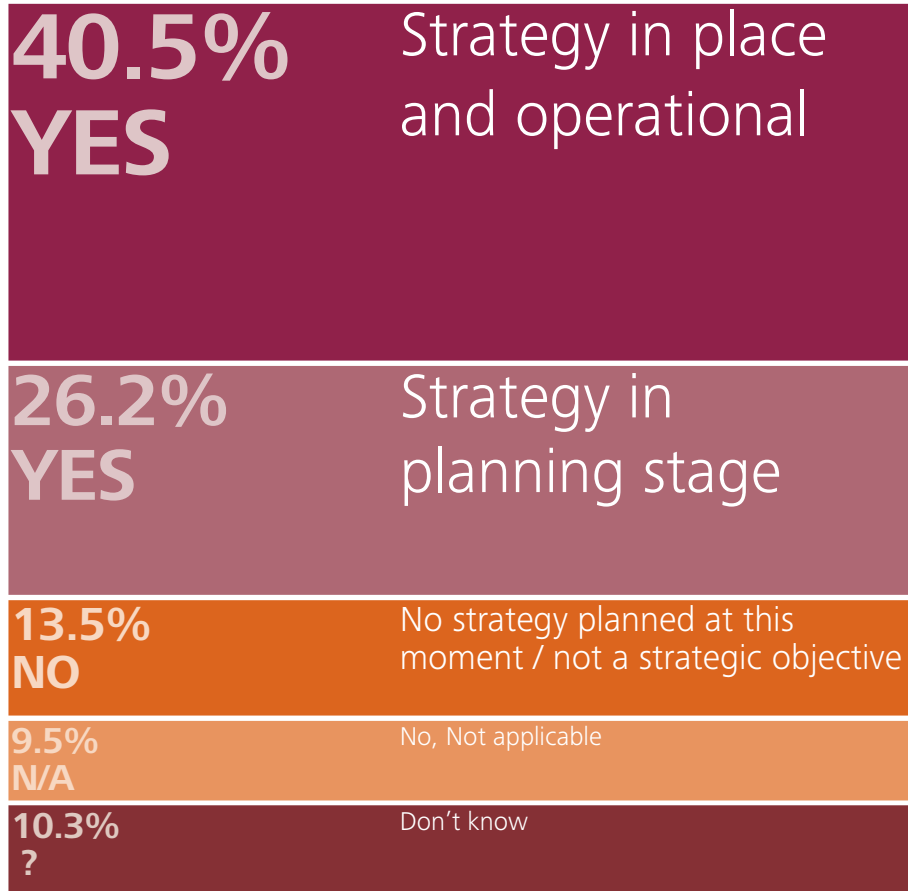 40.5%
YES
Strategy in place
and operational
26.2%
YES
Strategy in
planning stage
13.5%
NO
No strategy planned at this
moment / not a strategic objective
9.5%
N/A
No, Not applicable
10.3%
?
Don't know